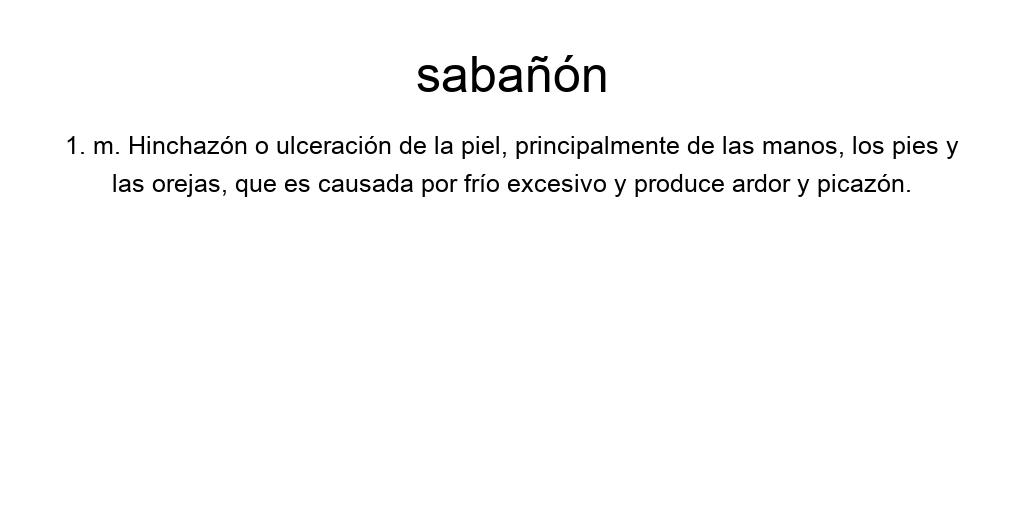 sabañón
1. m. Hinchazón o ulceración de la piel, principalmente de las manos, los pies y
las orejas, que es causada por frío excesivo y produce ardor y picazón.